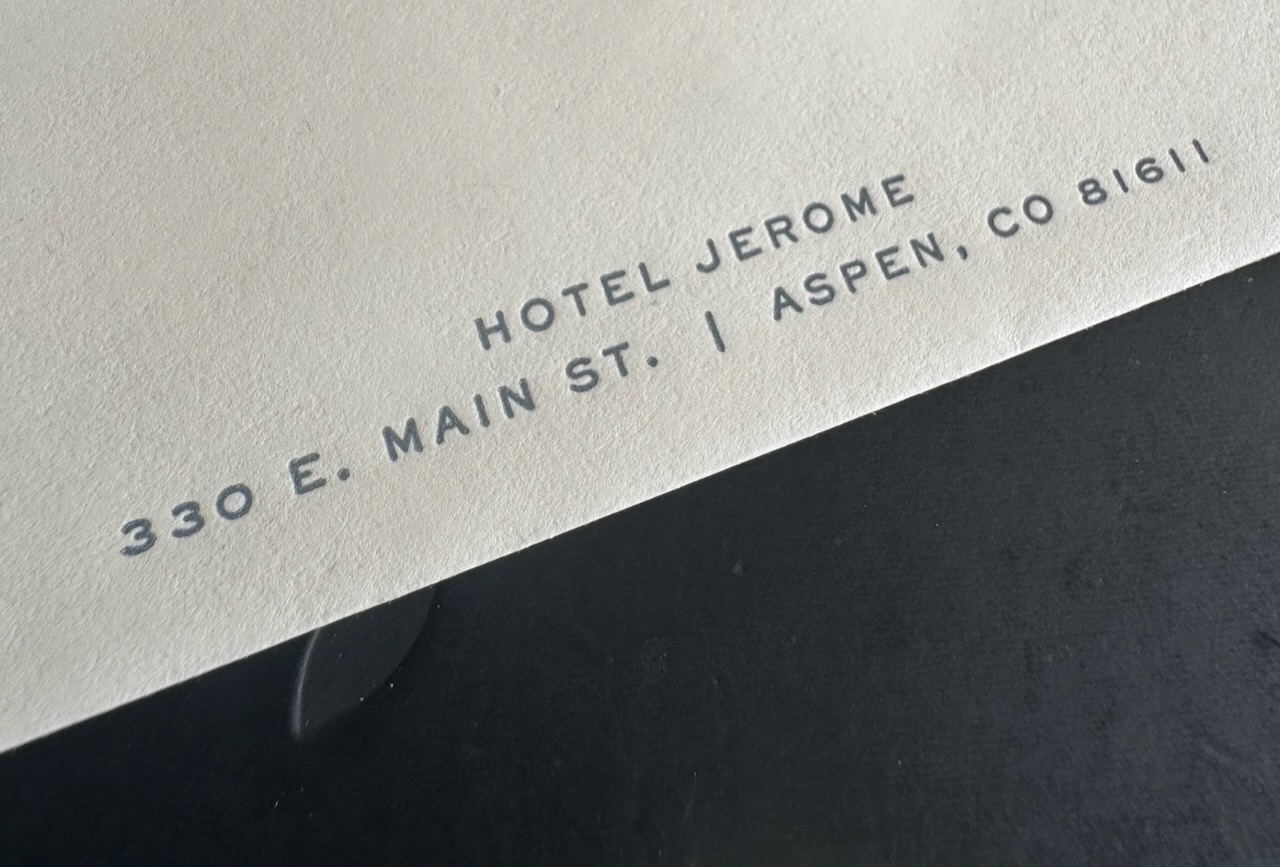 HOTEL JEROME
330 E. MAIN ST. | ASPEN, CO 81611